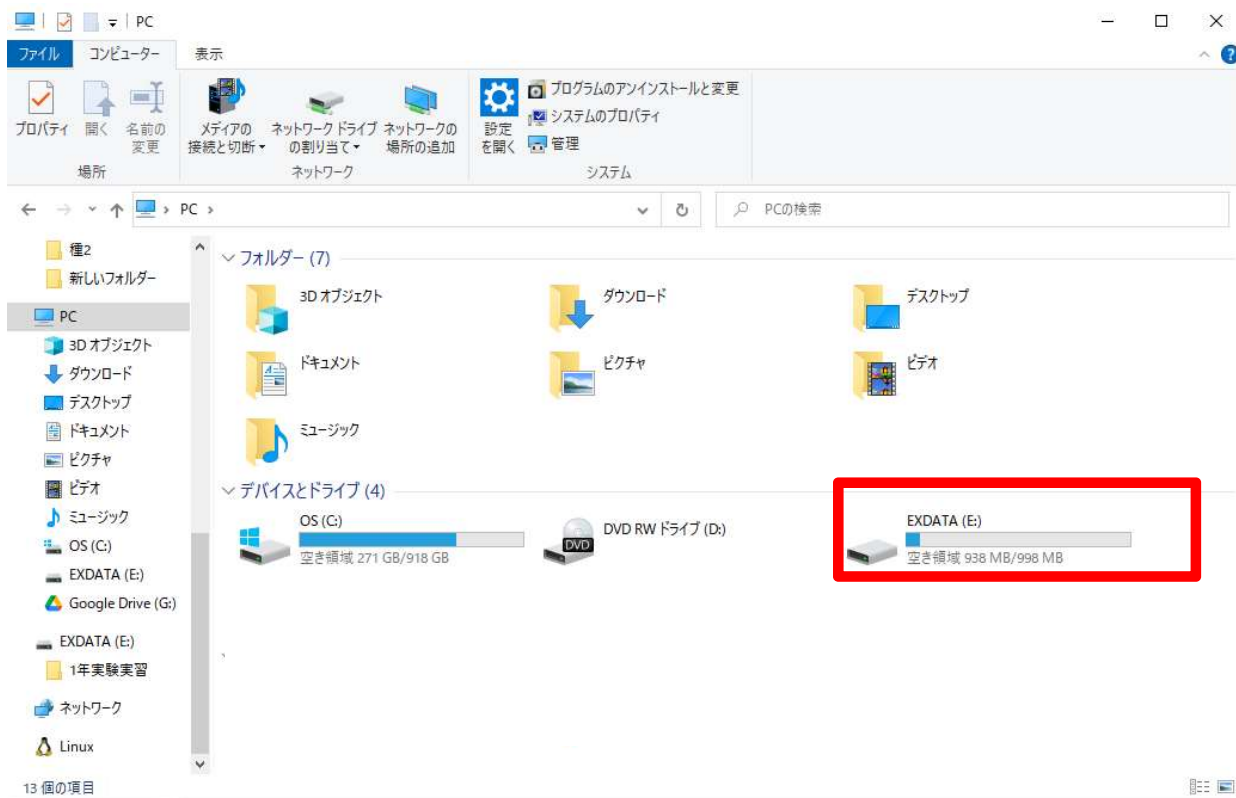 PC
ファイル コンピューター 表示
プロパティ 開く 名前の変更 メディアの接続と切断 ネットワーク ドライブの割り当て ネットワークの場所の追加 設定を開く プログラムのアンインストールと変更
システムのプロパティ
管理
場所 ネットワーク システム
PC PCの検索
種2
新しいフォルダー
PC
3D オブジェクト
ダウンロード
デスクトップ
ドキュメント
ピクチャ
ビデオ
ミュージック
OS (C:)
EXDATA (E:)
Google Drive (G:)
EXDATA (E:)
1年実験実習
ネットワーク
Linux
フォルダー (7)
3D オブジェクト
ダウンロード
デスクトップ
ドキュメント
ピクチャ
ビデオ
ミュージック
デバイスとドライブ (4)
OS (C:)
空き領域 271 GB/918 GB
DVD RW ドライブ (D:)
DVD
EXDATA (E:)
空き領域 938 MB/998 MB
13 個の項目